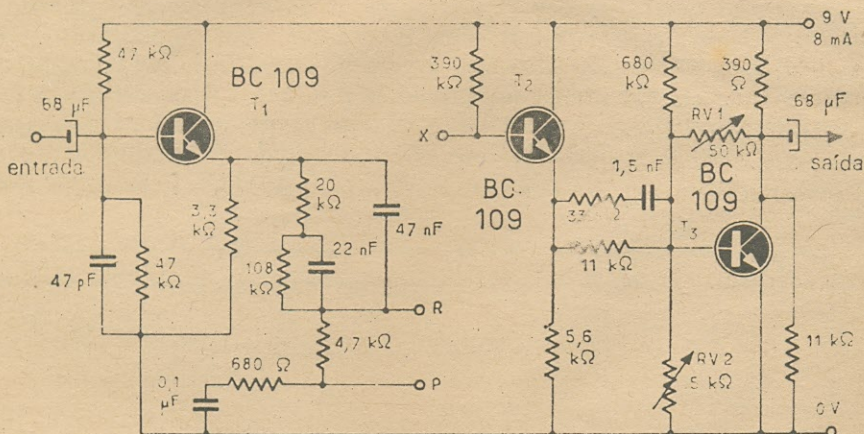 9 V
8 mA
47 kΩ
BC 109
T1
68 µF
entrada
3,3
kΩ
20
kΩ
47 nF
22 nF
108
kΩ
47 pF
47
kΩ
R
4,7 kΩ
680 Ω
P
0,1
µF
390
kΩ
T2
X
BC
109
680
kΩ
390
Ω
RV 1
50 kΩ
68 µF
saída
1,5 nF
BC
109
T3
11 kΩ
5,6
kΩ
RV 2
5 kΩ
11 kΩ
0 V